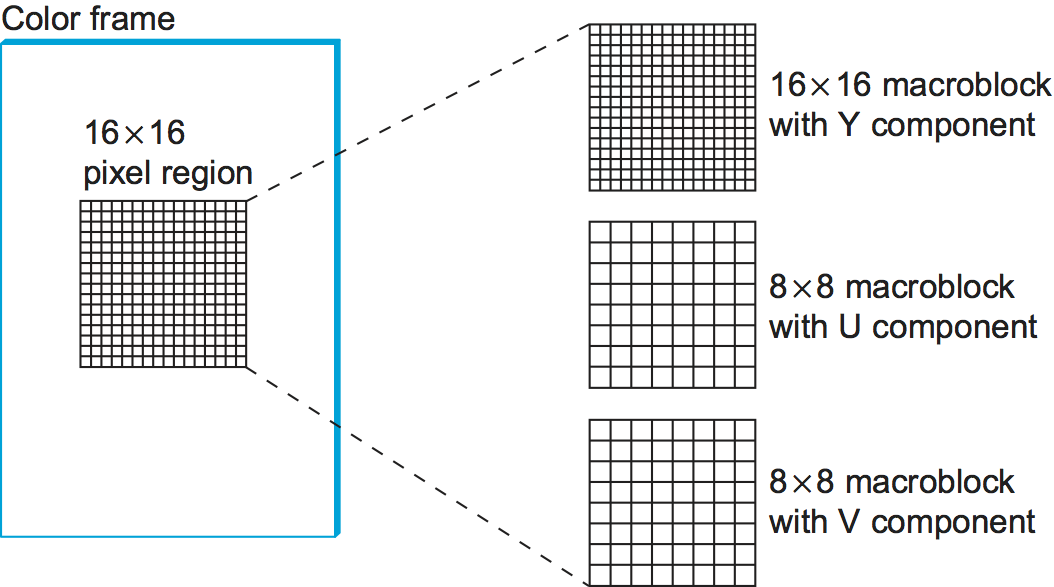 Color frame
16×16
pixel region
16×16 macroblock
with Y component
8×8 macroblock
with U component
8×8 macroblock
with V component